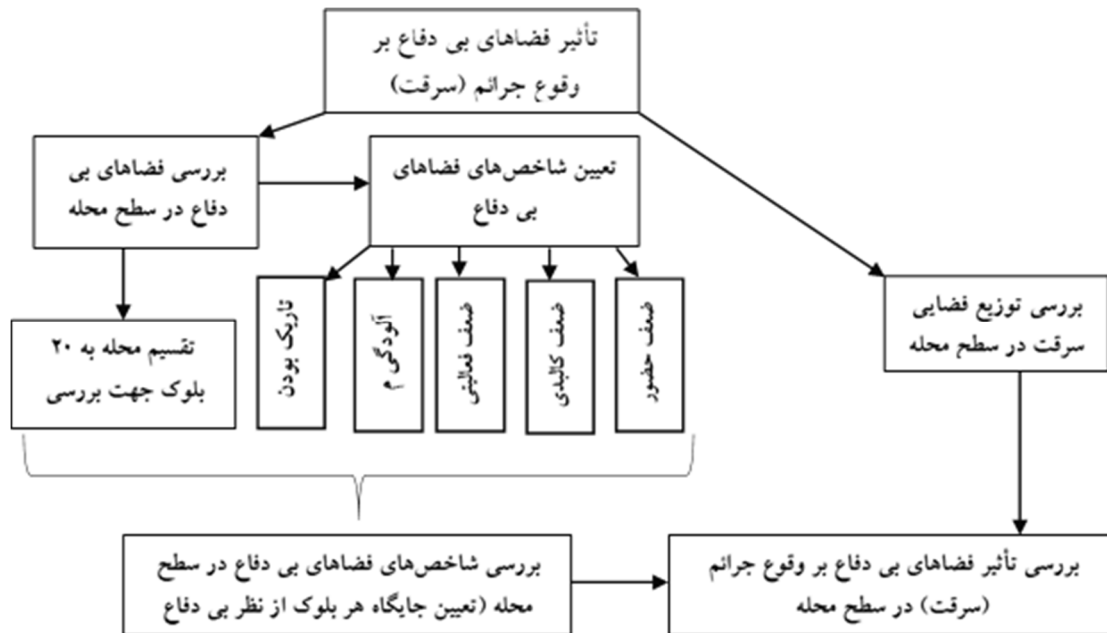 تأثیر فضاهای بی دفاع بر
وقوع جرائم (سرقت)
بررسی فضاهای بی
دفاع در سطح محله
تعیین شاخص‌های فضاهای
بی دفاع
تقسیم محله به ۲۰
بلوک جهت بررسی
تاریک بودن
آلودگی م
ضعف فعالیتی
ضعف کالبدی
ضعف حضور
بررسی توزیع فضایی
سرقت در سطح محله
بررسی شاخص‌های فضاهای بی دفاع در سطح
محله (تعیین جایگاه هر بلوک از نظر بی دفاع
بررسی تأثیر فضاهای بی دفاع بر وقوع جرائم
(سرقت) در سطح محله